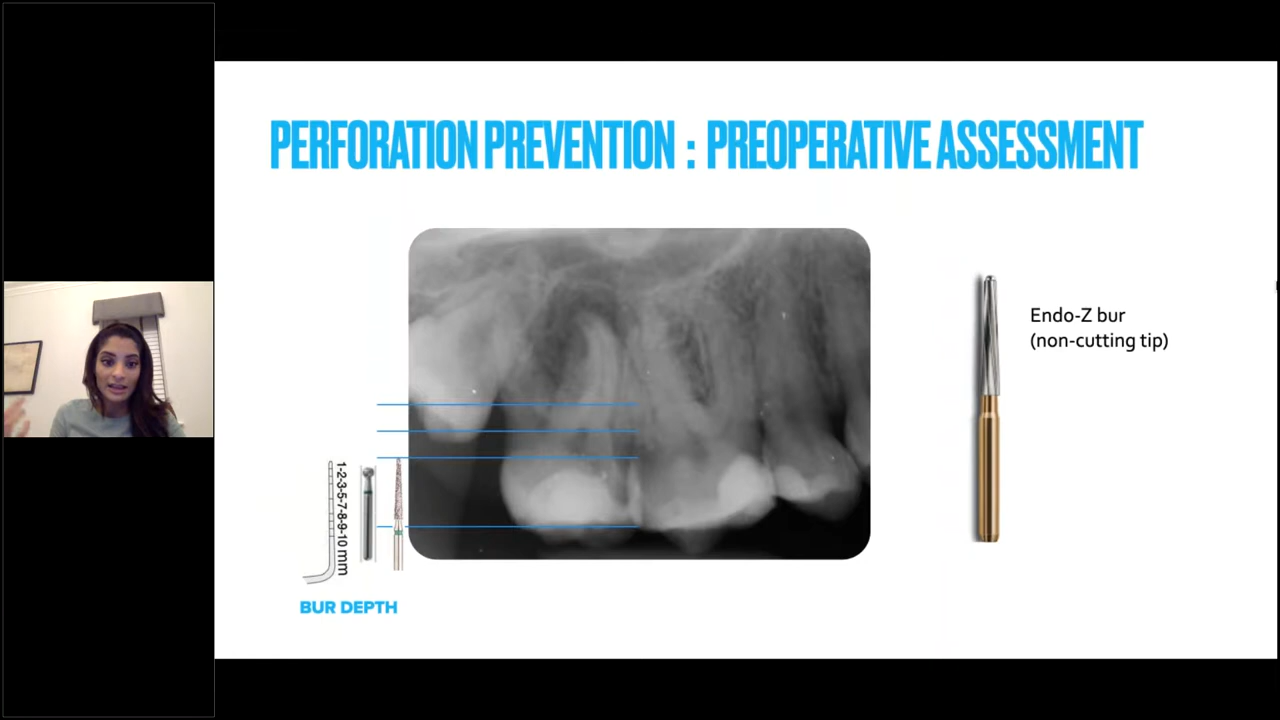 PERFORATION PREVENTION : PREOPERATIVE ASSESSMENT
Endo-Z bur
(non-cutting tip)
1-2-3-5-7-8-9-10 mm
BUR DEPTH